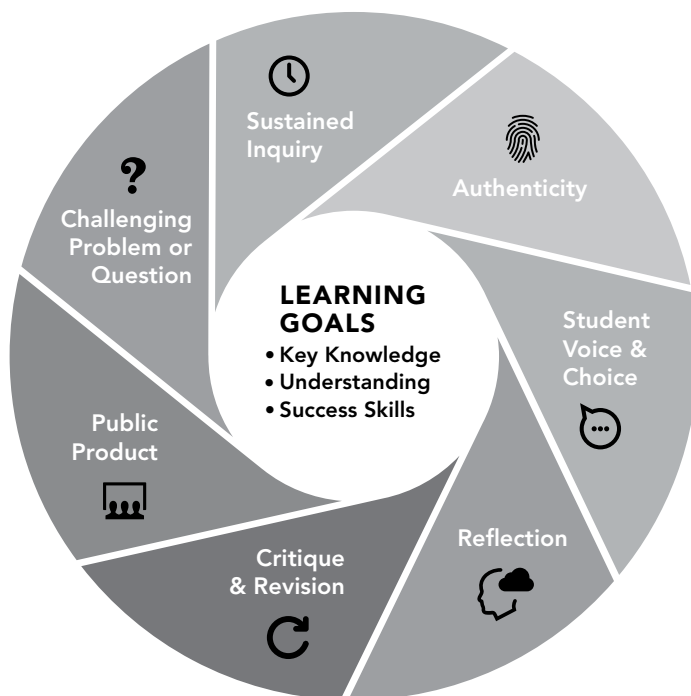 LEARNING
GOALS
• Key Knowledge
• Understanding
• Success Skills
?
Challenging
Problem or
Question
Sustained
Inquiry
Authenticity
Student
Voice &
Choice
Reflection
Critique
& Revision
Public
Product